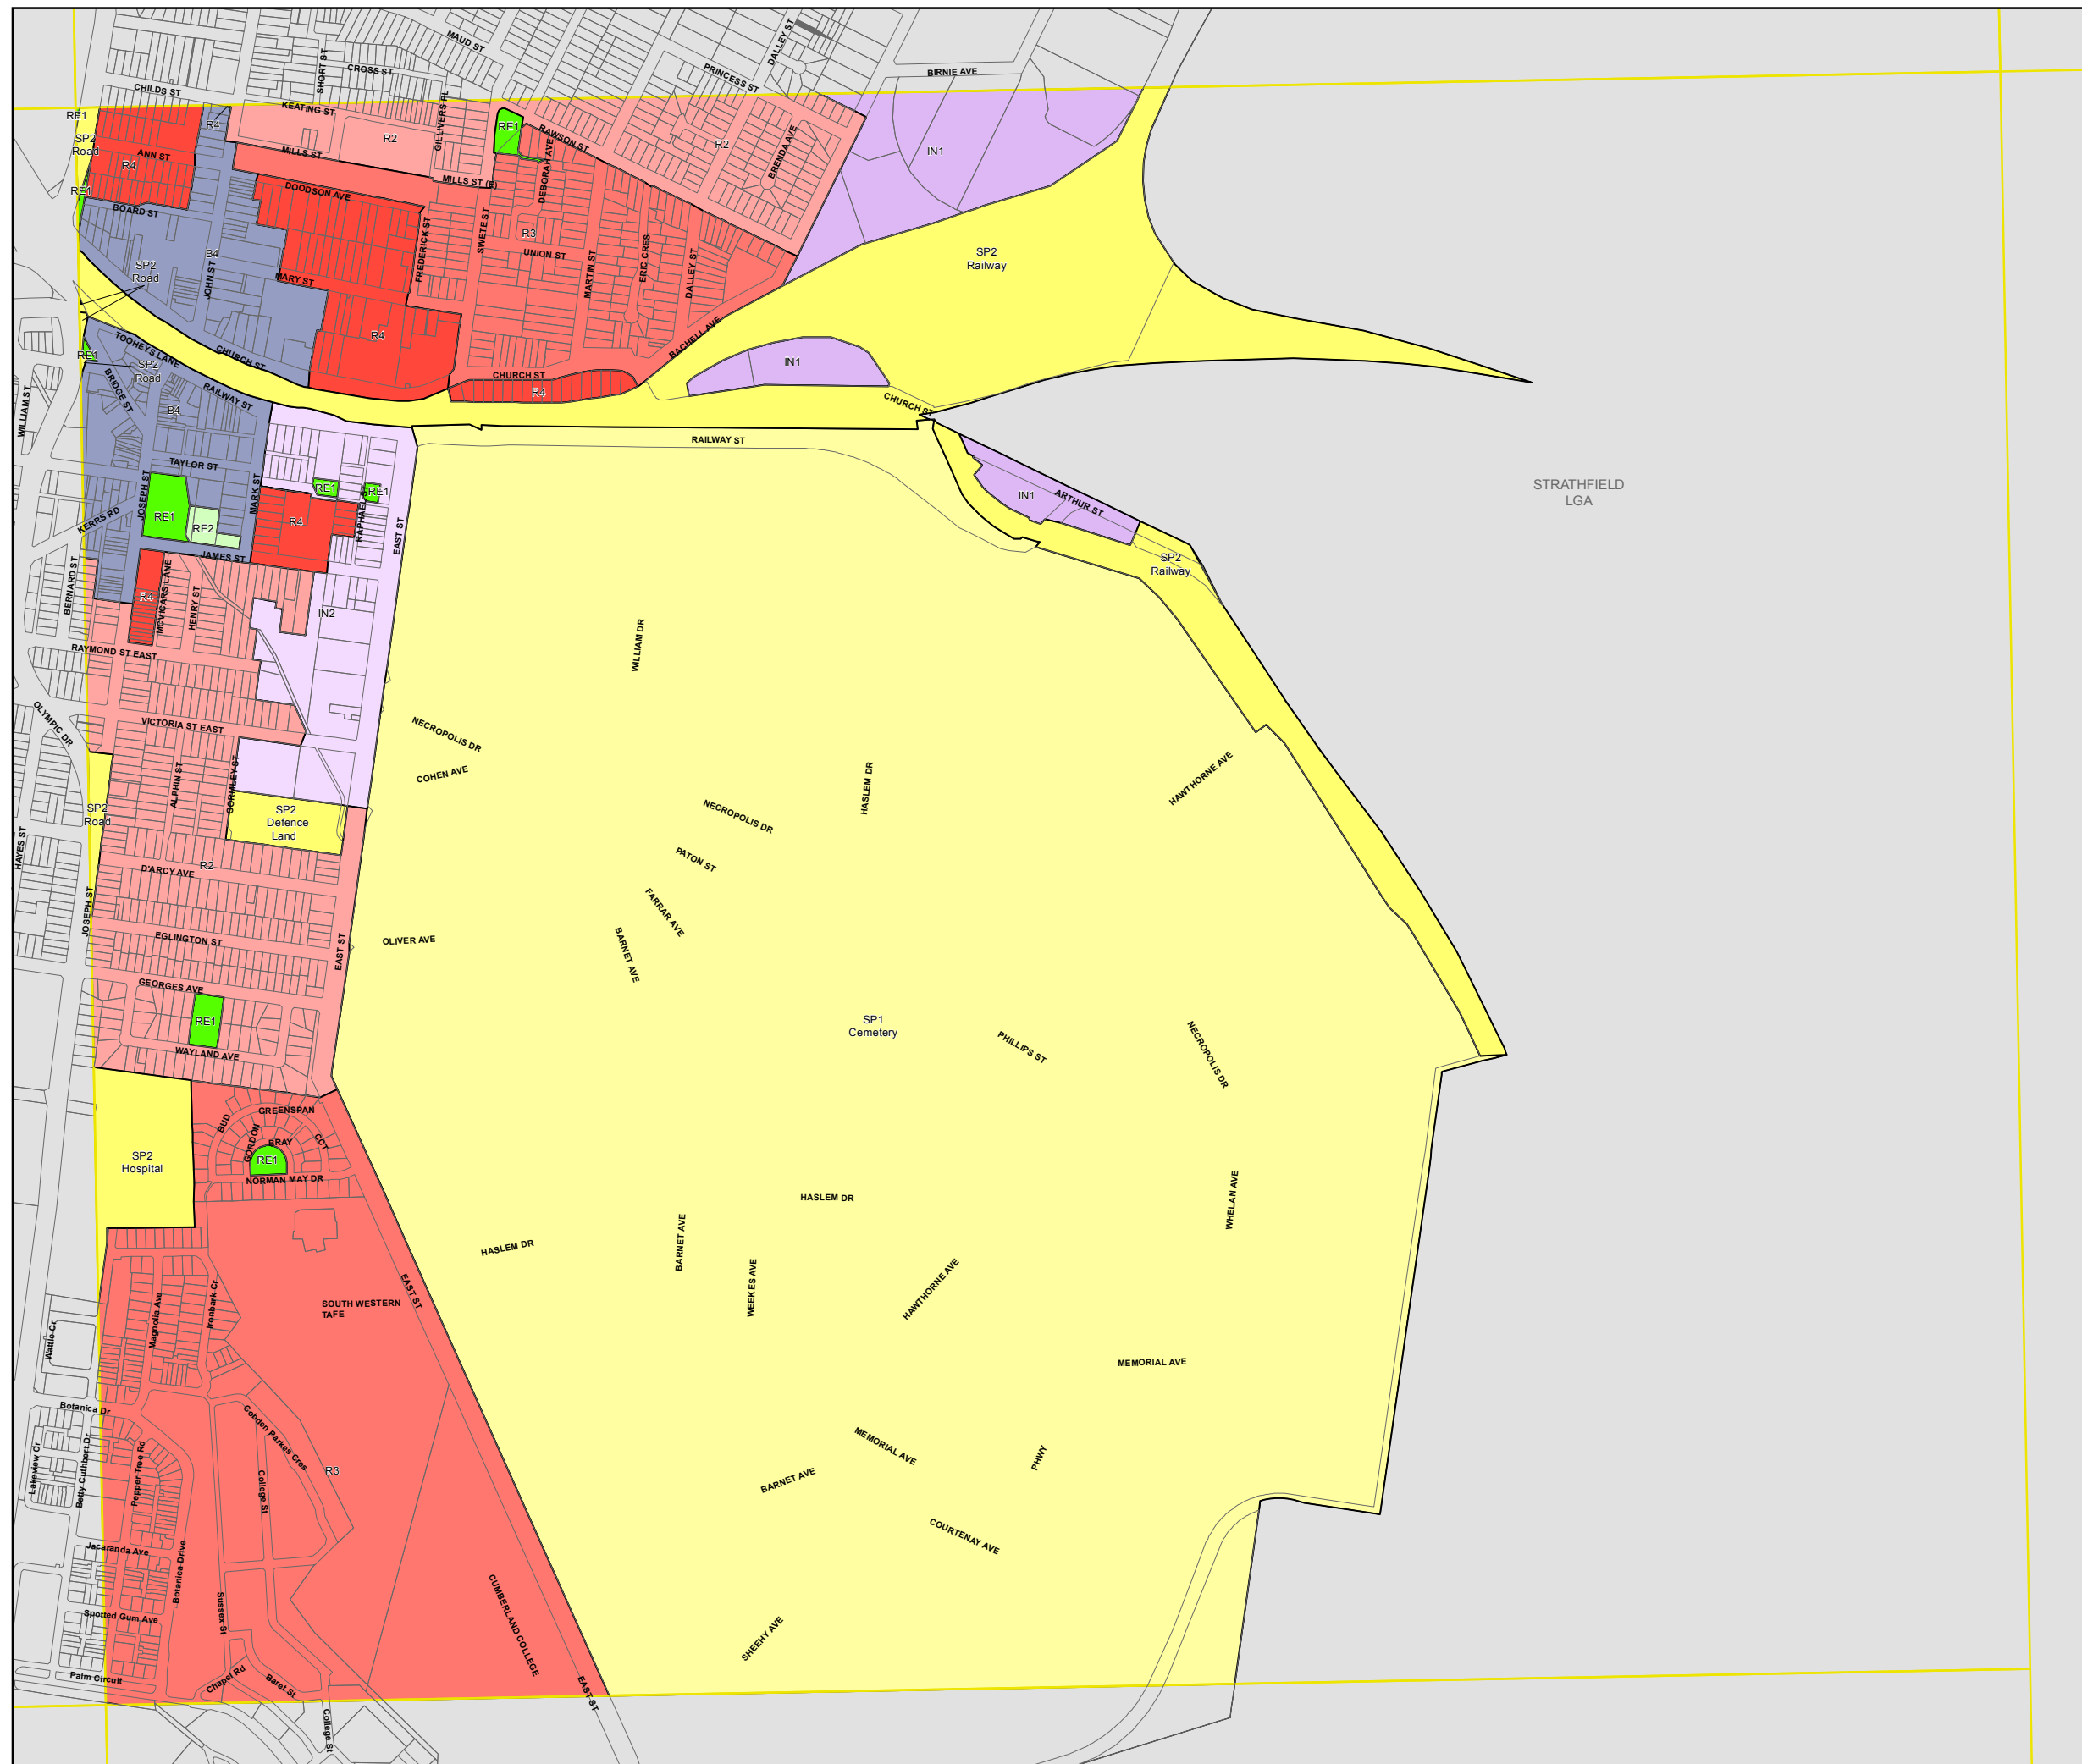 MAUD ST
DALLEY ST
SHORT ST
CROSS ST
PRINCESS ST
BIRNIE AVE
CHILDS ST
GILLIVERS PL
KEATING ST
RE1
R4
RE1
RAWSON ST
SP2
Road
R2
R2
BRENDA AVE
IN1
ANN ST
R4
MILLS ST
DEBORAH AVE
MILLS ST (E)
RE1
DOODSON AVE
BOARD ST
SWETE ST
R3
FREDERICK ST
B4
UNION ST
MARTIN ST
ERIC CRES
DALLEY ST
SP2
Railway
SP2
Road
JOHN ST
MARY ST
R4
BACHELL AVE
TOOHEYS LANE
CHURCH ST
RE1
SP2
Road
IN1
CHURCH ST
R4
BRIDGE ST
RAILWAY ST
WILLIAM ST
B4
CHURCH ST
RAILWAY ST
TAYLOR ST
JOSEPH ST
MARK ST
RE1
RE1
STRATHFIELD
LGA
IN1
ARTHUR ST
KERRS RD
RE1
RE2
R4
RAPHAEL ST
EAST ST
JAMES ST
SP2
Railway
BERNARD ST
R4
MCVICARS LANE
HENRY ST
IN2
WILLIAM DR
RAYMOND ST EAST
OLYMPIC DR
VICTORIA ST EAST
NECROPOLIS DR
COHEN AVE
HASLEM DR
HAWTHORNE AVE
ALPHIN ST
GORMLEY ST
SP2
Road
SP2
Defence
Land
NECROPOLIS DR
HAYES ST
PATON ST
R2
D'ARCY AVE
FARRAR AVE
JOSEPH ST
EGLINGTON ST
EAST ST
OLIVER AVE
BARNET AVE
GEORGES AVE
RE1
SP1
Cemetery
PHILLIPS ST
NECROPOLIS DR
WAYLAND AVE
GREENSPAN
BUD
GORDON
BRAY
CCT
SP2
Hospital
RE1
NORMAN MAY DR
HASLEM DR
WHELAN AVE
HASLEM DR
BARNET AVE
WEEKES AVE
HAWTHORNE AVE
EAST ST
SOUTH WESTERN
TAFE
Magnolia Ave
Ironbark Cr
Wattle Cr
MEMORIAL AVE
Botanica Dr
Cobden Parkes Cres
MEMORIAL AVE
PHWY
Lakeview Cr
Betty Cuthbert Dr
Pepper Tree Rd
College St
R3
BARNET AVE
COURTENAY AVE
Jacaranda Ave
Botanica Drive
CUMBERLAND COLLEGE
Spotted Gum Ave
Sussex St
SHEEHY AVE
Palm Circuit
Chapel Rd
Baret St
EAST ST
College St